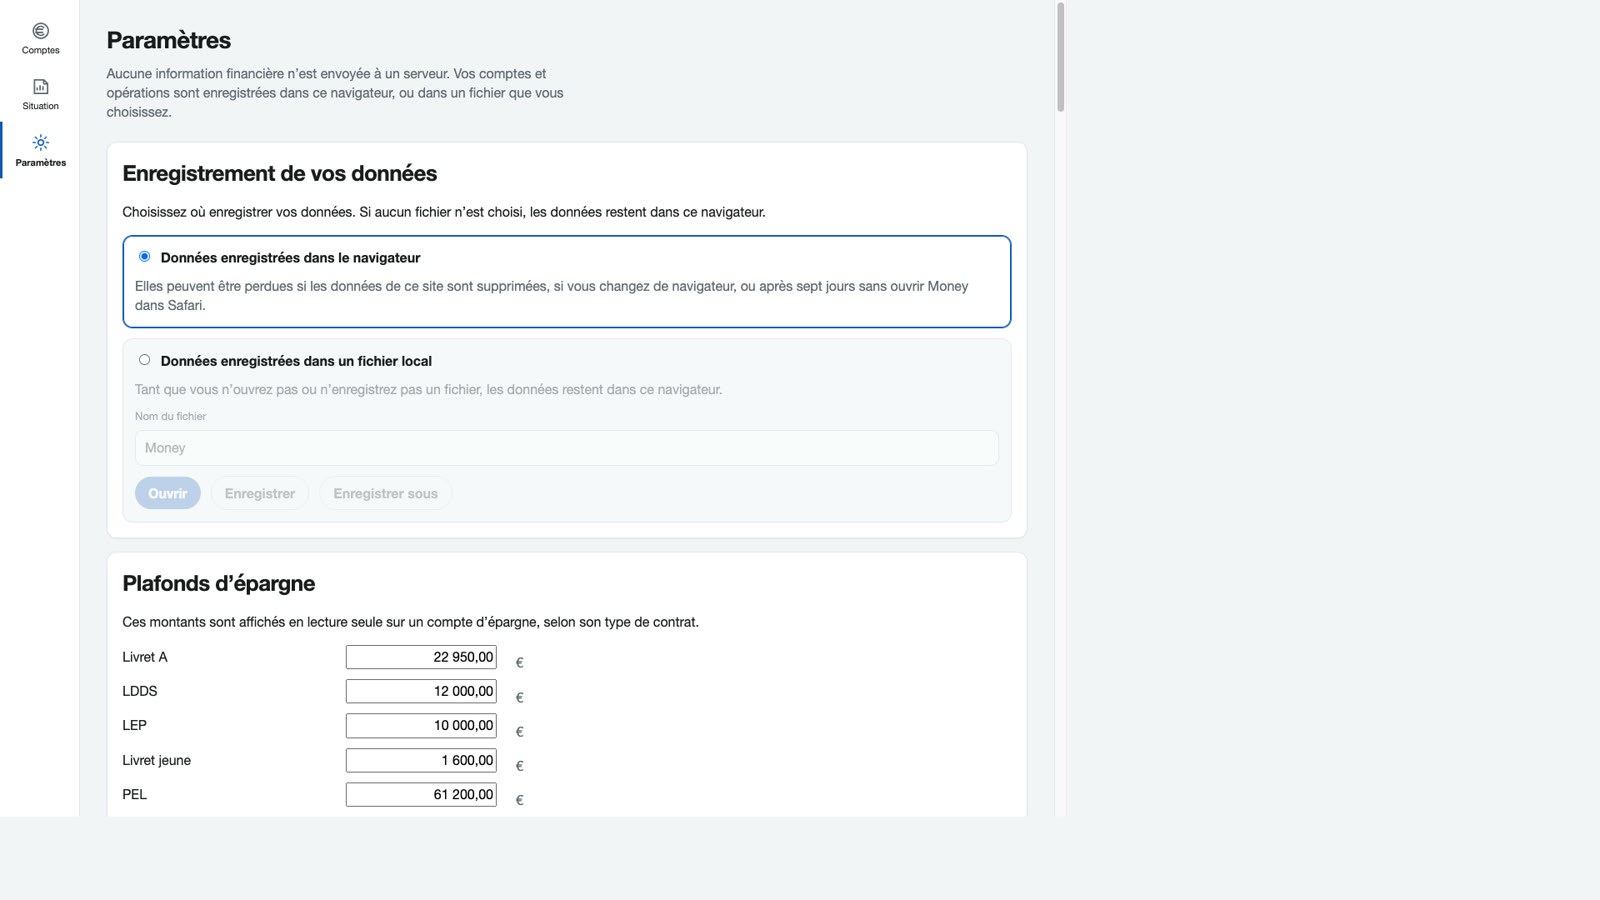 Comptes
Situation
Paramètres
Paramètres
Aucune information financière n’est envoyée à un serveur. Vos comptes et
opérations sont enregistrées dans ce navigateur, ou dans un fichier que vous
choisissez.
Enregistrement de vos données
Choisissez où enregistrer vos données. Si aucun fichier n’est choisi, les données restent dans ce navigateur.
Données enregistrées dans le navigateur
Elles peuvent être perdues si les données de ce site sont supprimées, si vous changez de navigateur, ou après sept jours sans ouvrir Money
dans Safari.
Données enregistrées dans un fichier local
Tant que vous n’ouvrez pas ou n’enregistrez pas un fichier, les données restent dans ce navigateur.
Nom du fichier
Money
Ouvrir Enregistrer Enregistrer sous
Plafonds d’épargne
Ces montants sont affichés en lecture seule sur un compte d’épargne, selon son type de contrat.
Livret A 22 950,00 €
LDDS 12 000,00 €
LEP 10 000,00 €
Livret jeune 1 600,00 €
PEL 61 200,00 €